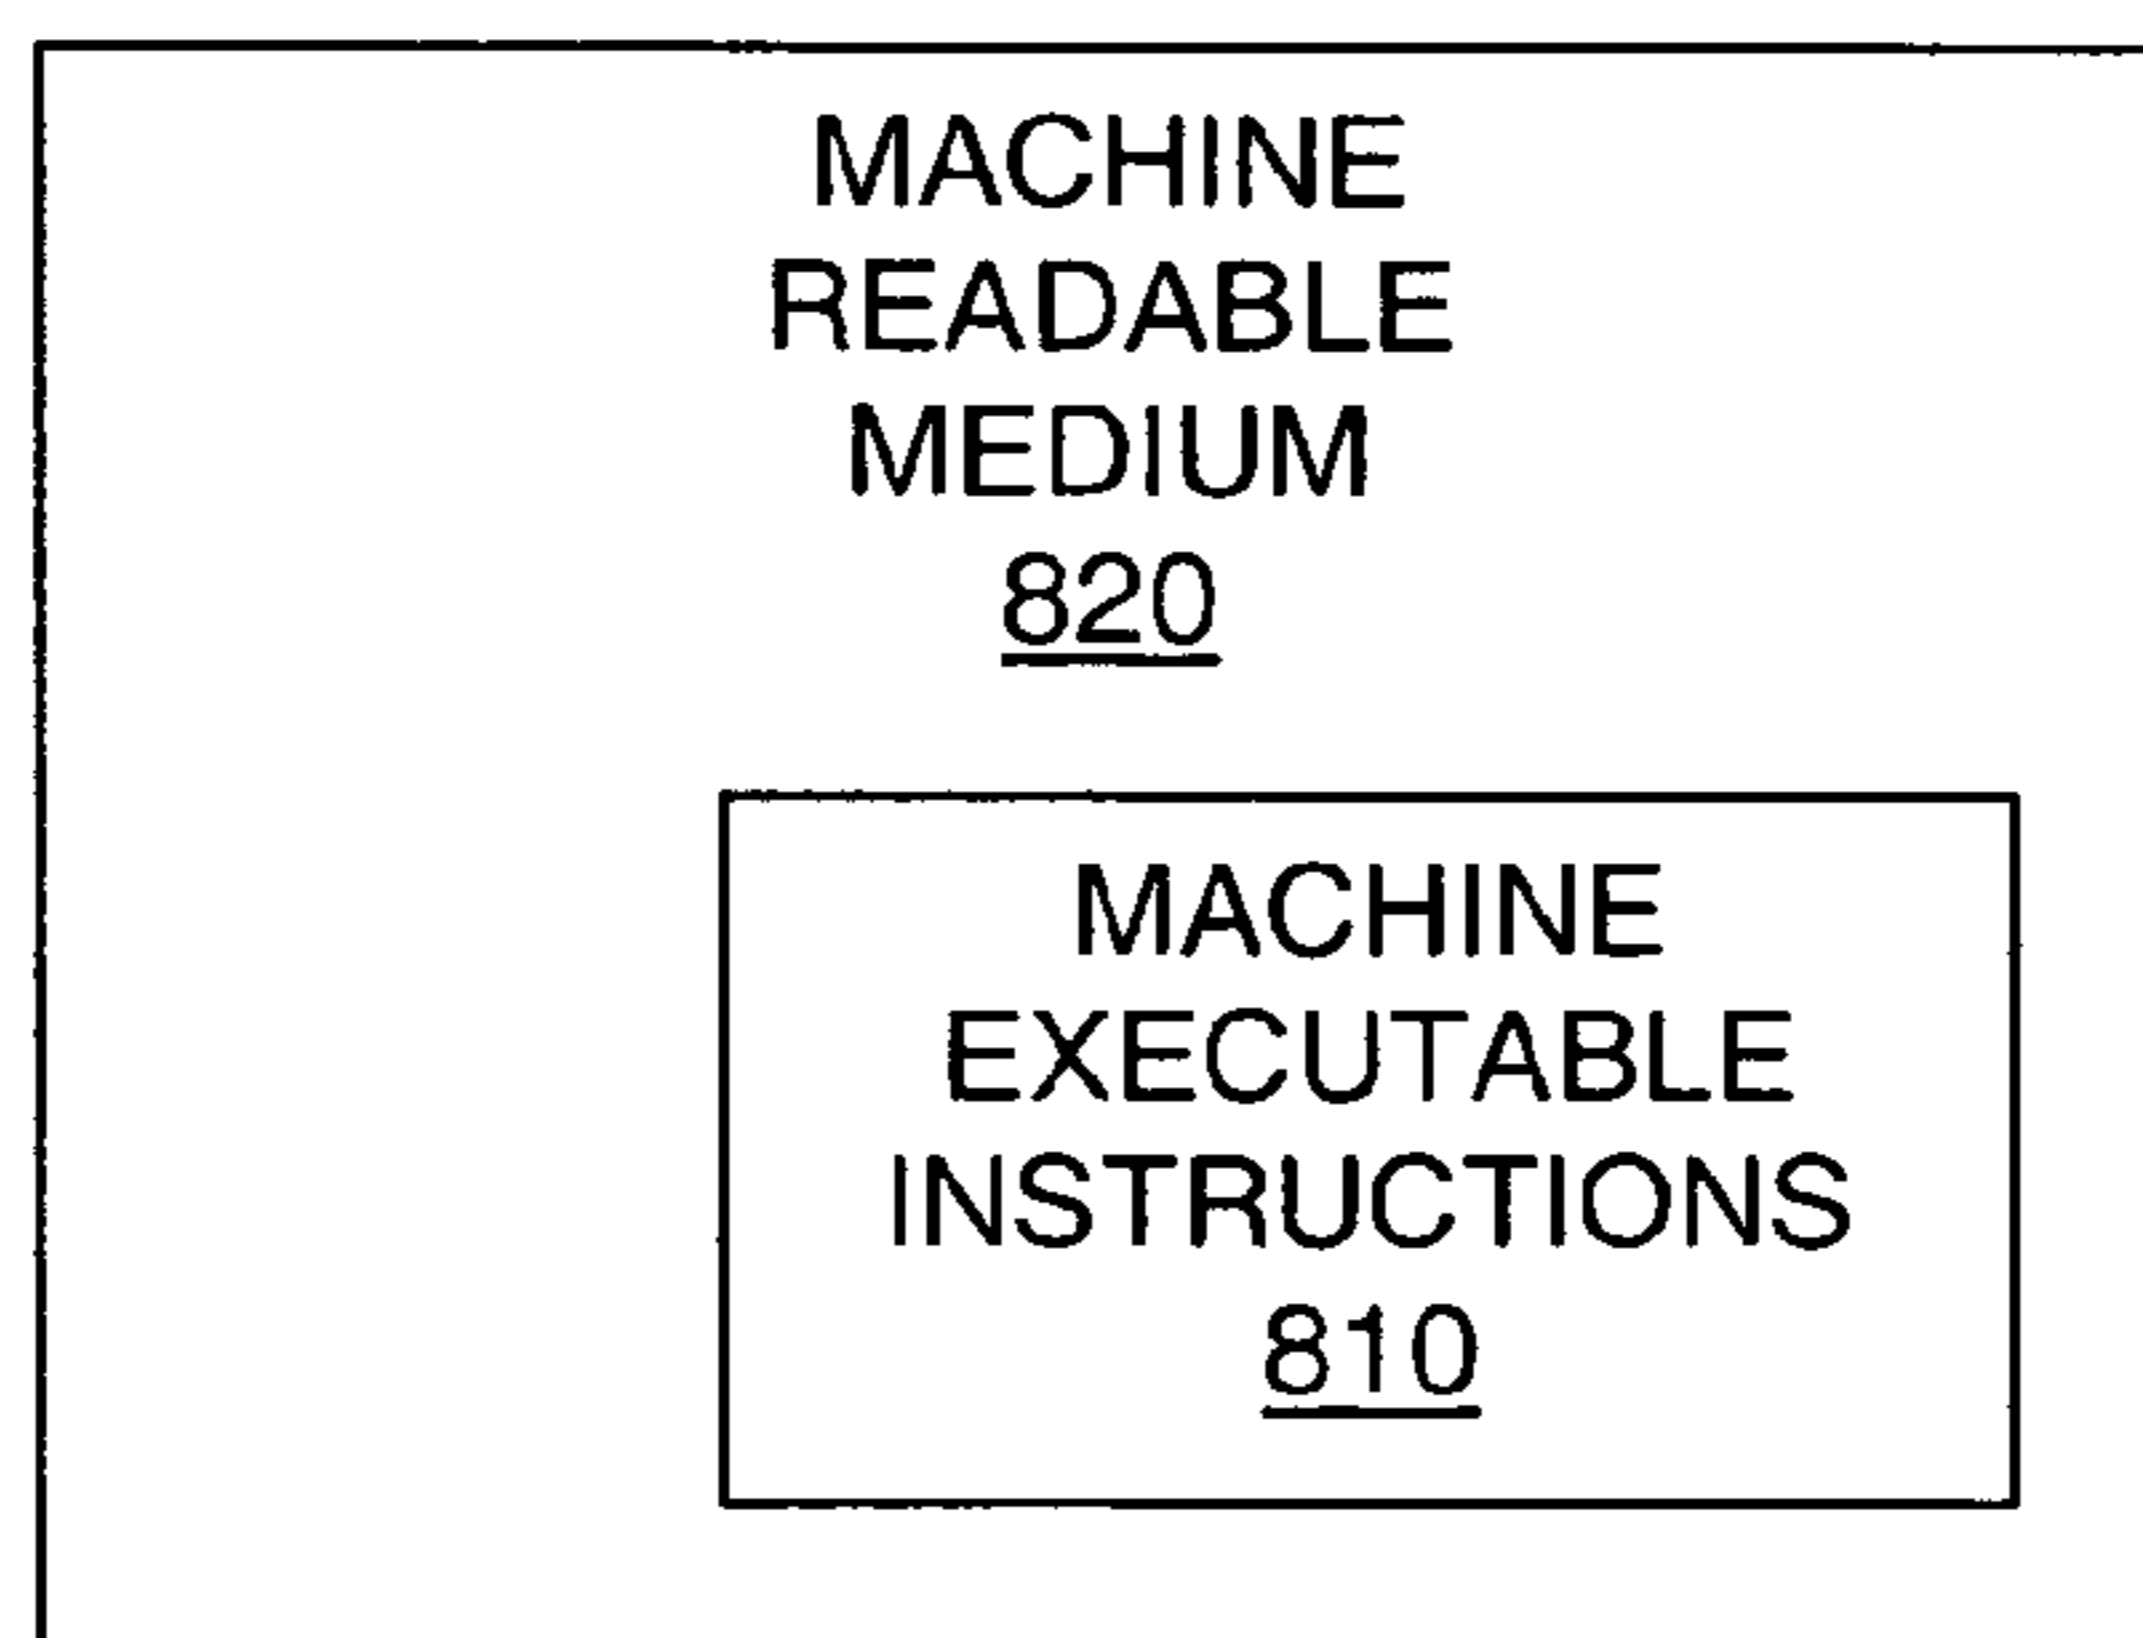 MACHINE
READABLE
MEDIUM
820
MACHINE
EXECUTABLE
INSTRUCTIONS
810